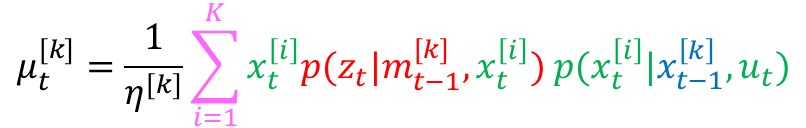 μ_t^{[k]} = \frac{1}{η^{[k]}} \sum_{i=1}^{K} x_t^{[i]} p(z_t|m_{t-1}^{[k]}, x_t^{[i]}) p(x_t^{[i]}|x_{t-1}^{[k]}, u_t)